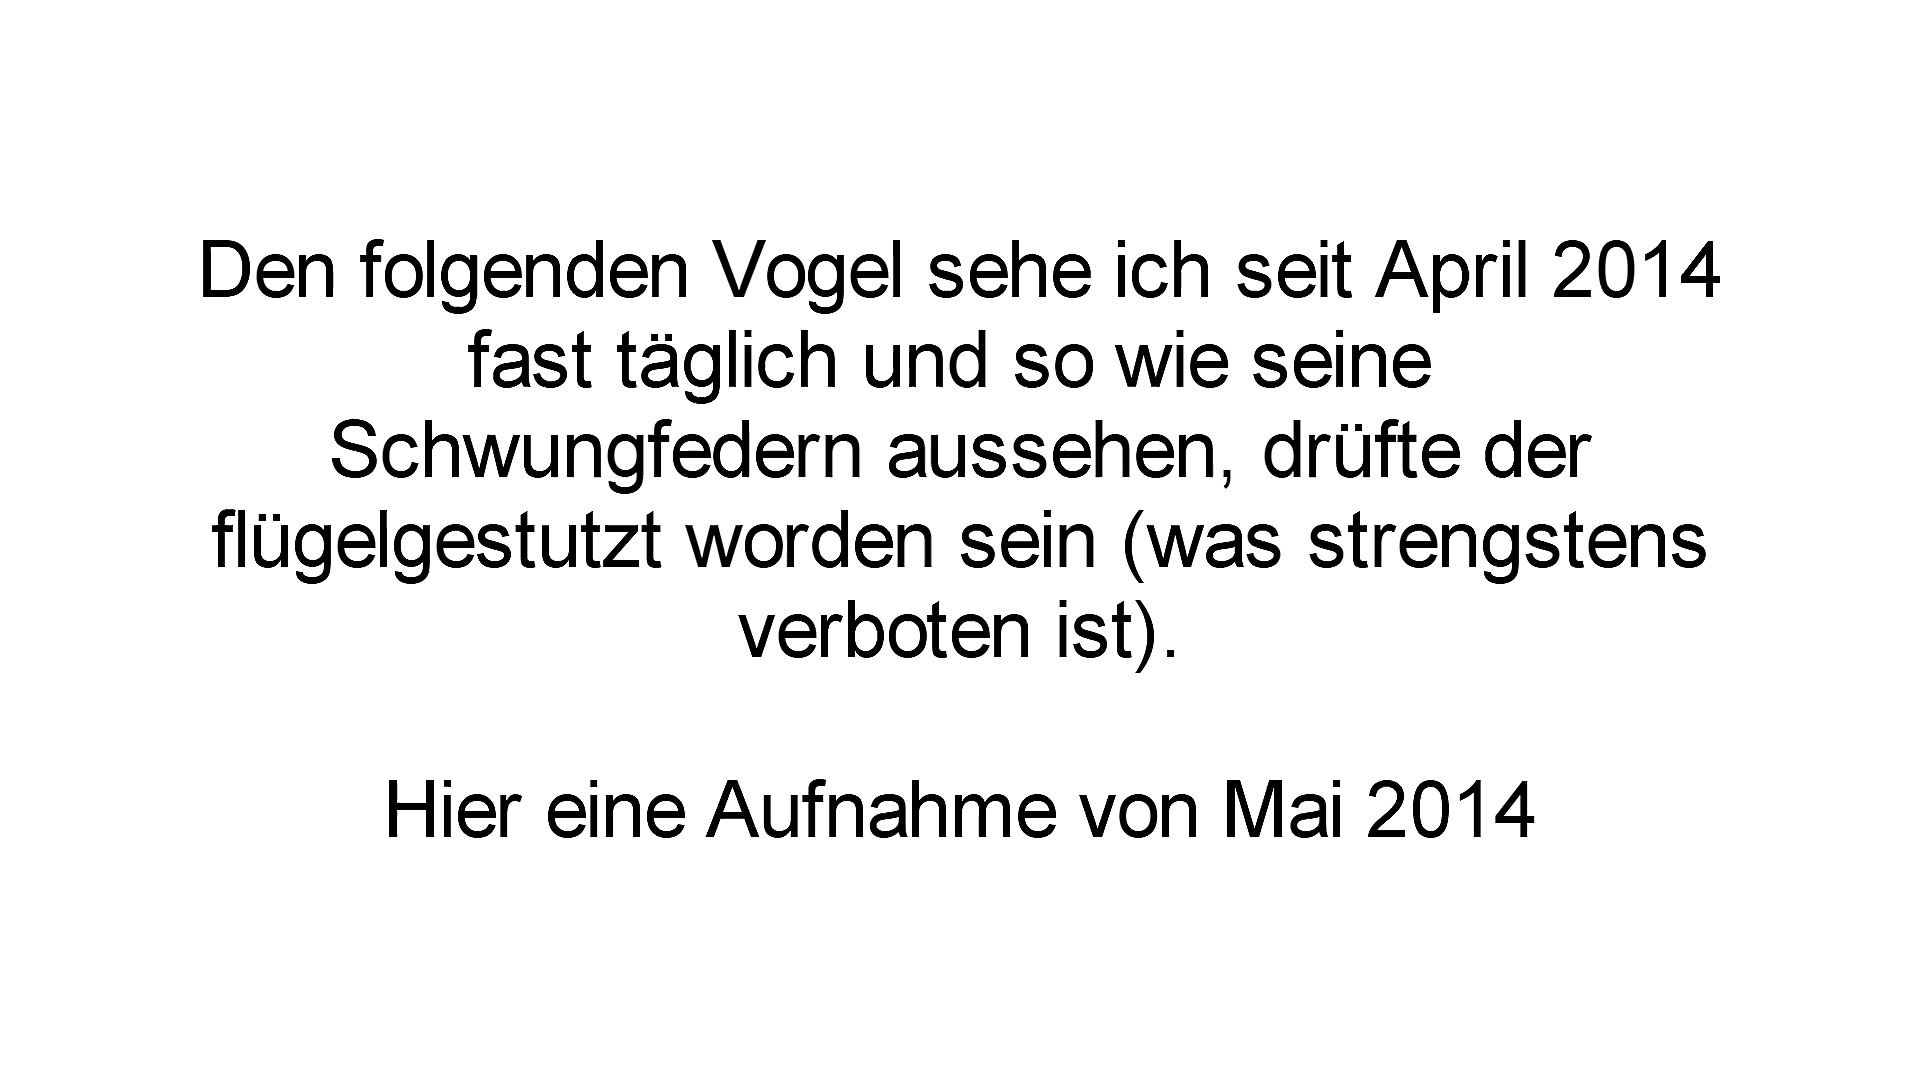 Den folgenden Vogel sehe ich seit April 2014
fast täglich und so wie seine
Schwungfedern aussehen, drüfte der
flügelgestutzt worden sein (was strengstens
verboten ist).
Hier eine Aufnahme von Mai 2014